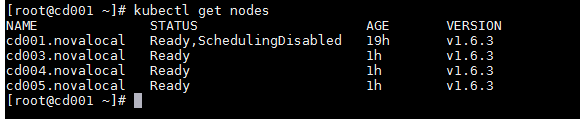 [root@cd001 ~]# kubectl get nodes
NAME STATUS AGE VERSION
cd001.novalocal Ready,SchedulingDisabled 19h v1.6.3
cd003.novalocal Ready 1h v1.6.3
cd004.novalocal Ready 1h v1.6.3
cd005.novalocal Ready 1h v1.6.3
[root@cd001 ~]#